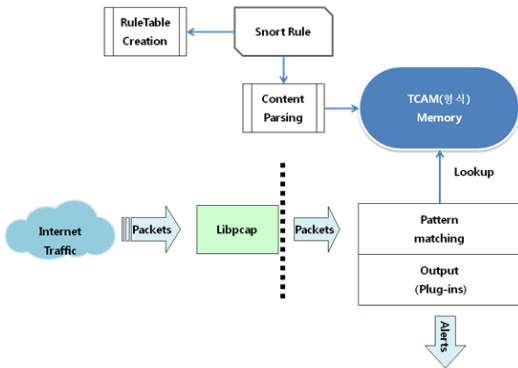 RuleTable
Creation
Snort Rule
Content
Parsing
TCAM(형식)
Memory
Lookup
Internet
Traffic
Packets
Libpcap
Packets
Pattern
matching
Output
(Plug-ins)
Alerts